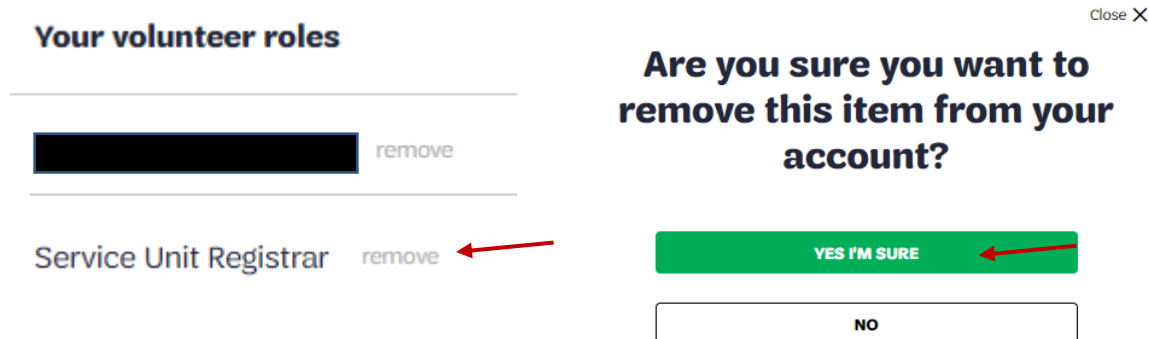 Your volunteer roles
remove
Service Unit Registrar remove
Close X
Are you sure you want to
remove this item from your
account?
YES I'M SURE
NO